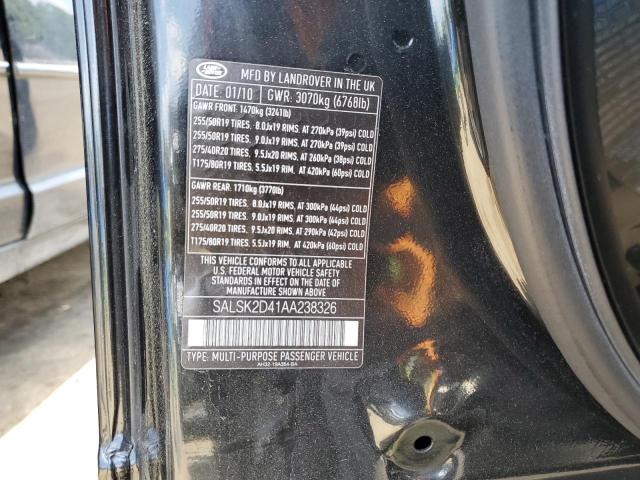 LAND ROVER
MFD BY LANDROVER IN THE UK
DATE: 01/10 GWR: 3070kg (6768lb)
GAWR FRONT: 1470kg (3241lb)
255/50R19 TIRES, 8.0Jx19 RIMS, AT 270kPa (39psi) COLD
255/50R19 TIRES, 9.0Jx19 RIMS, AT 270kPa (39psi) COLD
275/40R20 TIRES, 9.5Jx20 RIMS, AT 260kPa (38psi) COLD
T175/80R19 TIRES, 5.5Jx19 RIM, AT 420kPa (60psi) COLD
GAWR REAR: 1710kg (3770lb)
255/50R19 TIRES, 8.0Jx19 RIMS, AT 300kPa (44psi) COLD
255/50R19 TIRES, 9.0Jx19 RIMS, AT 300kPa (44psi) COLD
275/40R20 TIRES, 9.5Jx20 RIMS, AT 290kPa (42psi) COLD
T175/80R19 TIRES, 5.5Jx19 RIM, AT 420kPa (60psi) COLD
THIS VEHICLE CONFORMS TO ALL APPLICABLE
U.S. FEDERAL MOTOR VEHICLE SAFETY
STANDARDS IN EFFECT ON THE DATE OF
MANUFACTURE SHOWN ABOVE
SALSK2D41AA238326
TYPE: MULTI-PURPOSE PASSENGER VEHICLE
AH32-19A384-BA